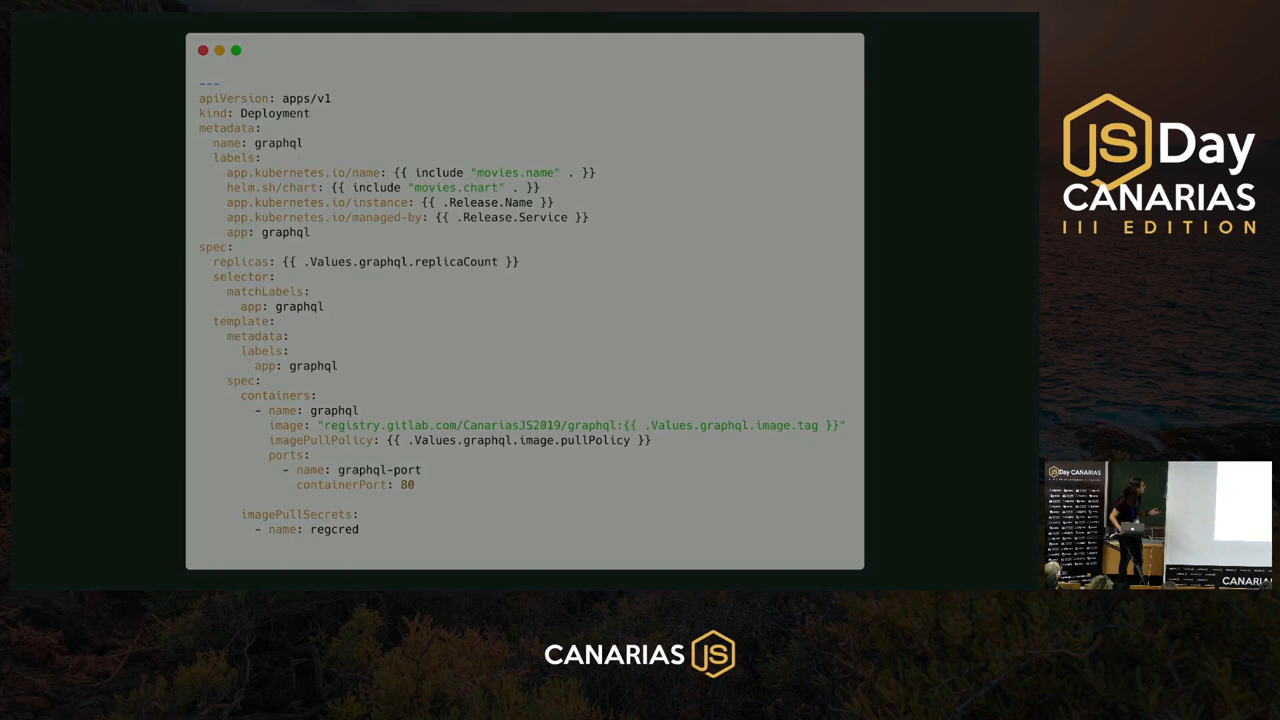 ---
apiVersion: apps/v1
kind: Deployment
metadata:
  name: graphql
  labels:
    app.kubernetes.io/name: {{ include "movies.name" . }}
    helm.sh/chart: {{ include "movies.chart" . }}
    app.kubernetes.io/instance: {{ .Release.Name }}
    app.kubernetes.io/managed-by: {{ .Release.Service }}
    app: graphql
spec:
  replicas: {{ .Values.graphql.replicaCount }}
  selector:
    matchLabels:
      app: graphql
  template:
    metadata:
      labels:
        app: graphql
    spec:
      containers:
        - name: graphql
          image: "registry.gitlab.com/CanariasJS2019/graphql:{{ .Values.graphql.image.tag }}"
          imagePullPolicy: {{ .Values.graphql.image.pullPolicy }}
          ports:
            - name: graphql-port
              containerPort: 80

      imagePullSecrets:
        - name: regcred
JS Day
CANARIAS
III EDITION
JSDay CANARIAS
CANARIA
CANARIAS JS